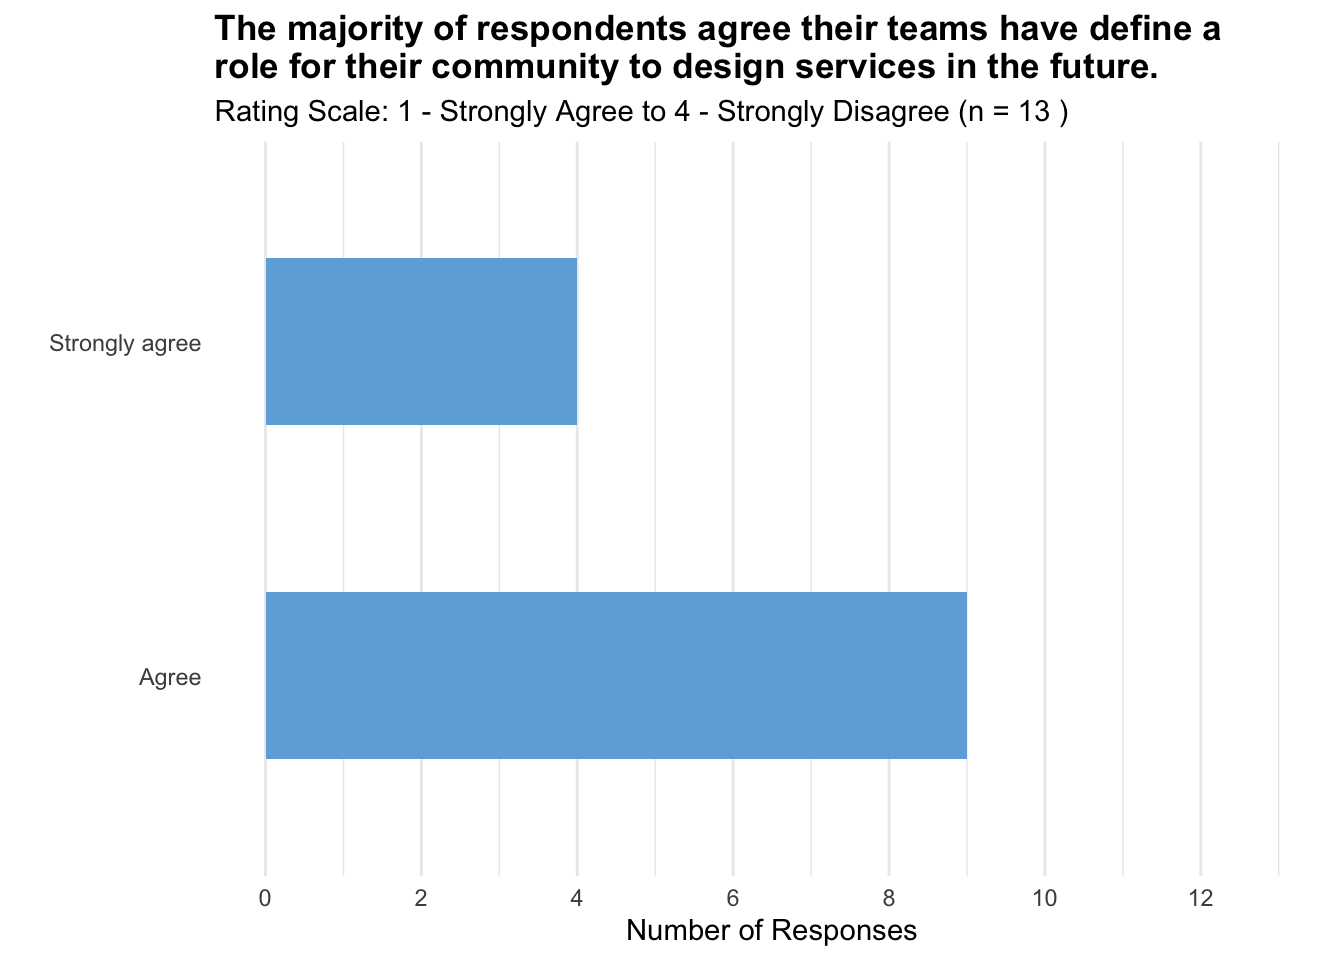 The majority of respondents agree their teams have define a
role for their community to design services in the future.
Rating Scale: 1 - Strongly Agree to 4 - Strongly Disagree (n = 13 )
Strongly agree
Agree
0 2 4 6 8 10 12
Number of Responses